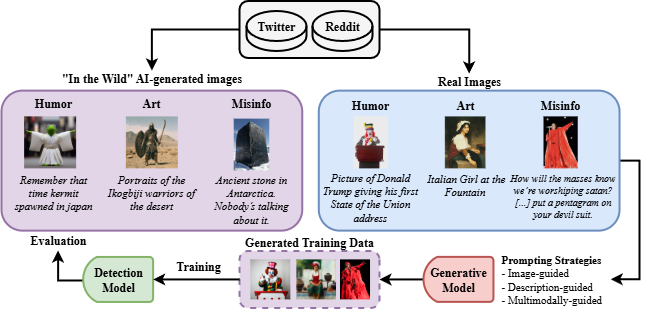 Twitter
Reddit
"In the Wild" AI-generated images
Real Images
Humor
Art
Misinfo
Remember that
time kermit
spawned in japan
Portraits of the
Ikogbiji warriors of
the desert
Ancient stone in
Antarctica.
Nobody's talking
about it.
Humor
Art
Misinfo
Picture of Donald
Trump giving his first
State of the Union
address
Italian Girl at the
Fountain
How will the masses know
we're worshiping satan?
[...] put a pentagram on
your devil suit.
Evaluation
Detection
Model
Training
Generated Training Data
Generative
Model
Prompting Strategies
- Image-guided
- Description-guided
- Multimodally-guided